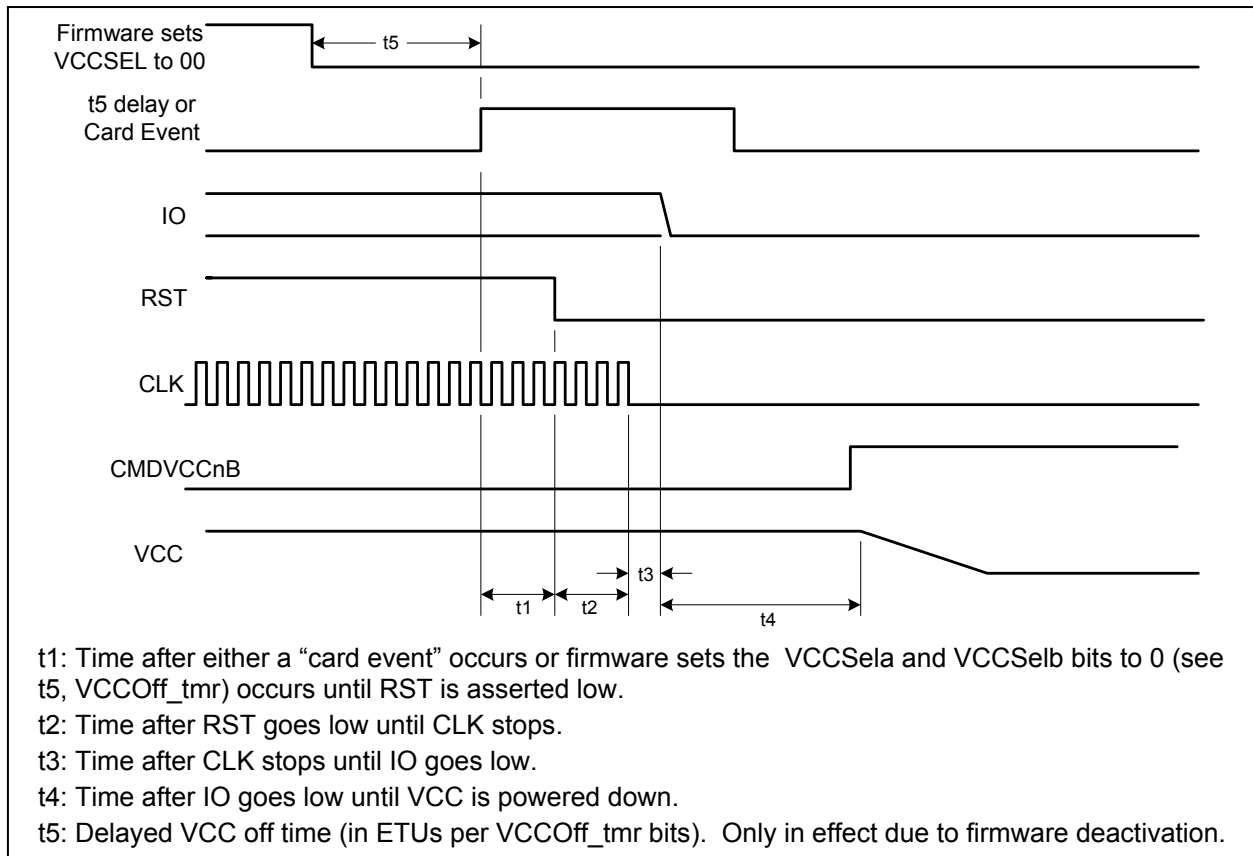 Firmware sets
VCCSEL to 00
t5
t5 delay or
Card Event
IO
RST
CLK
CMDVCCnB
VCC
t3
t1
t2
t4
t1: Time after either a “card event” occurs or firmware sets the VCCSela and VCCSelb bits to 0 (see
t5, VCCOff_tmr) occurs until RST is asserted low.
t2: Time after RST goes low until CLK stops.
t3: Time after CLK stops until IO goes low.
t4: Time after IO goes low until VCC is powered down.
t5: Delayed VCC off time (in ETUs per VCCOff_tmr bits). Only in effect due to firmware deactivation.